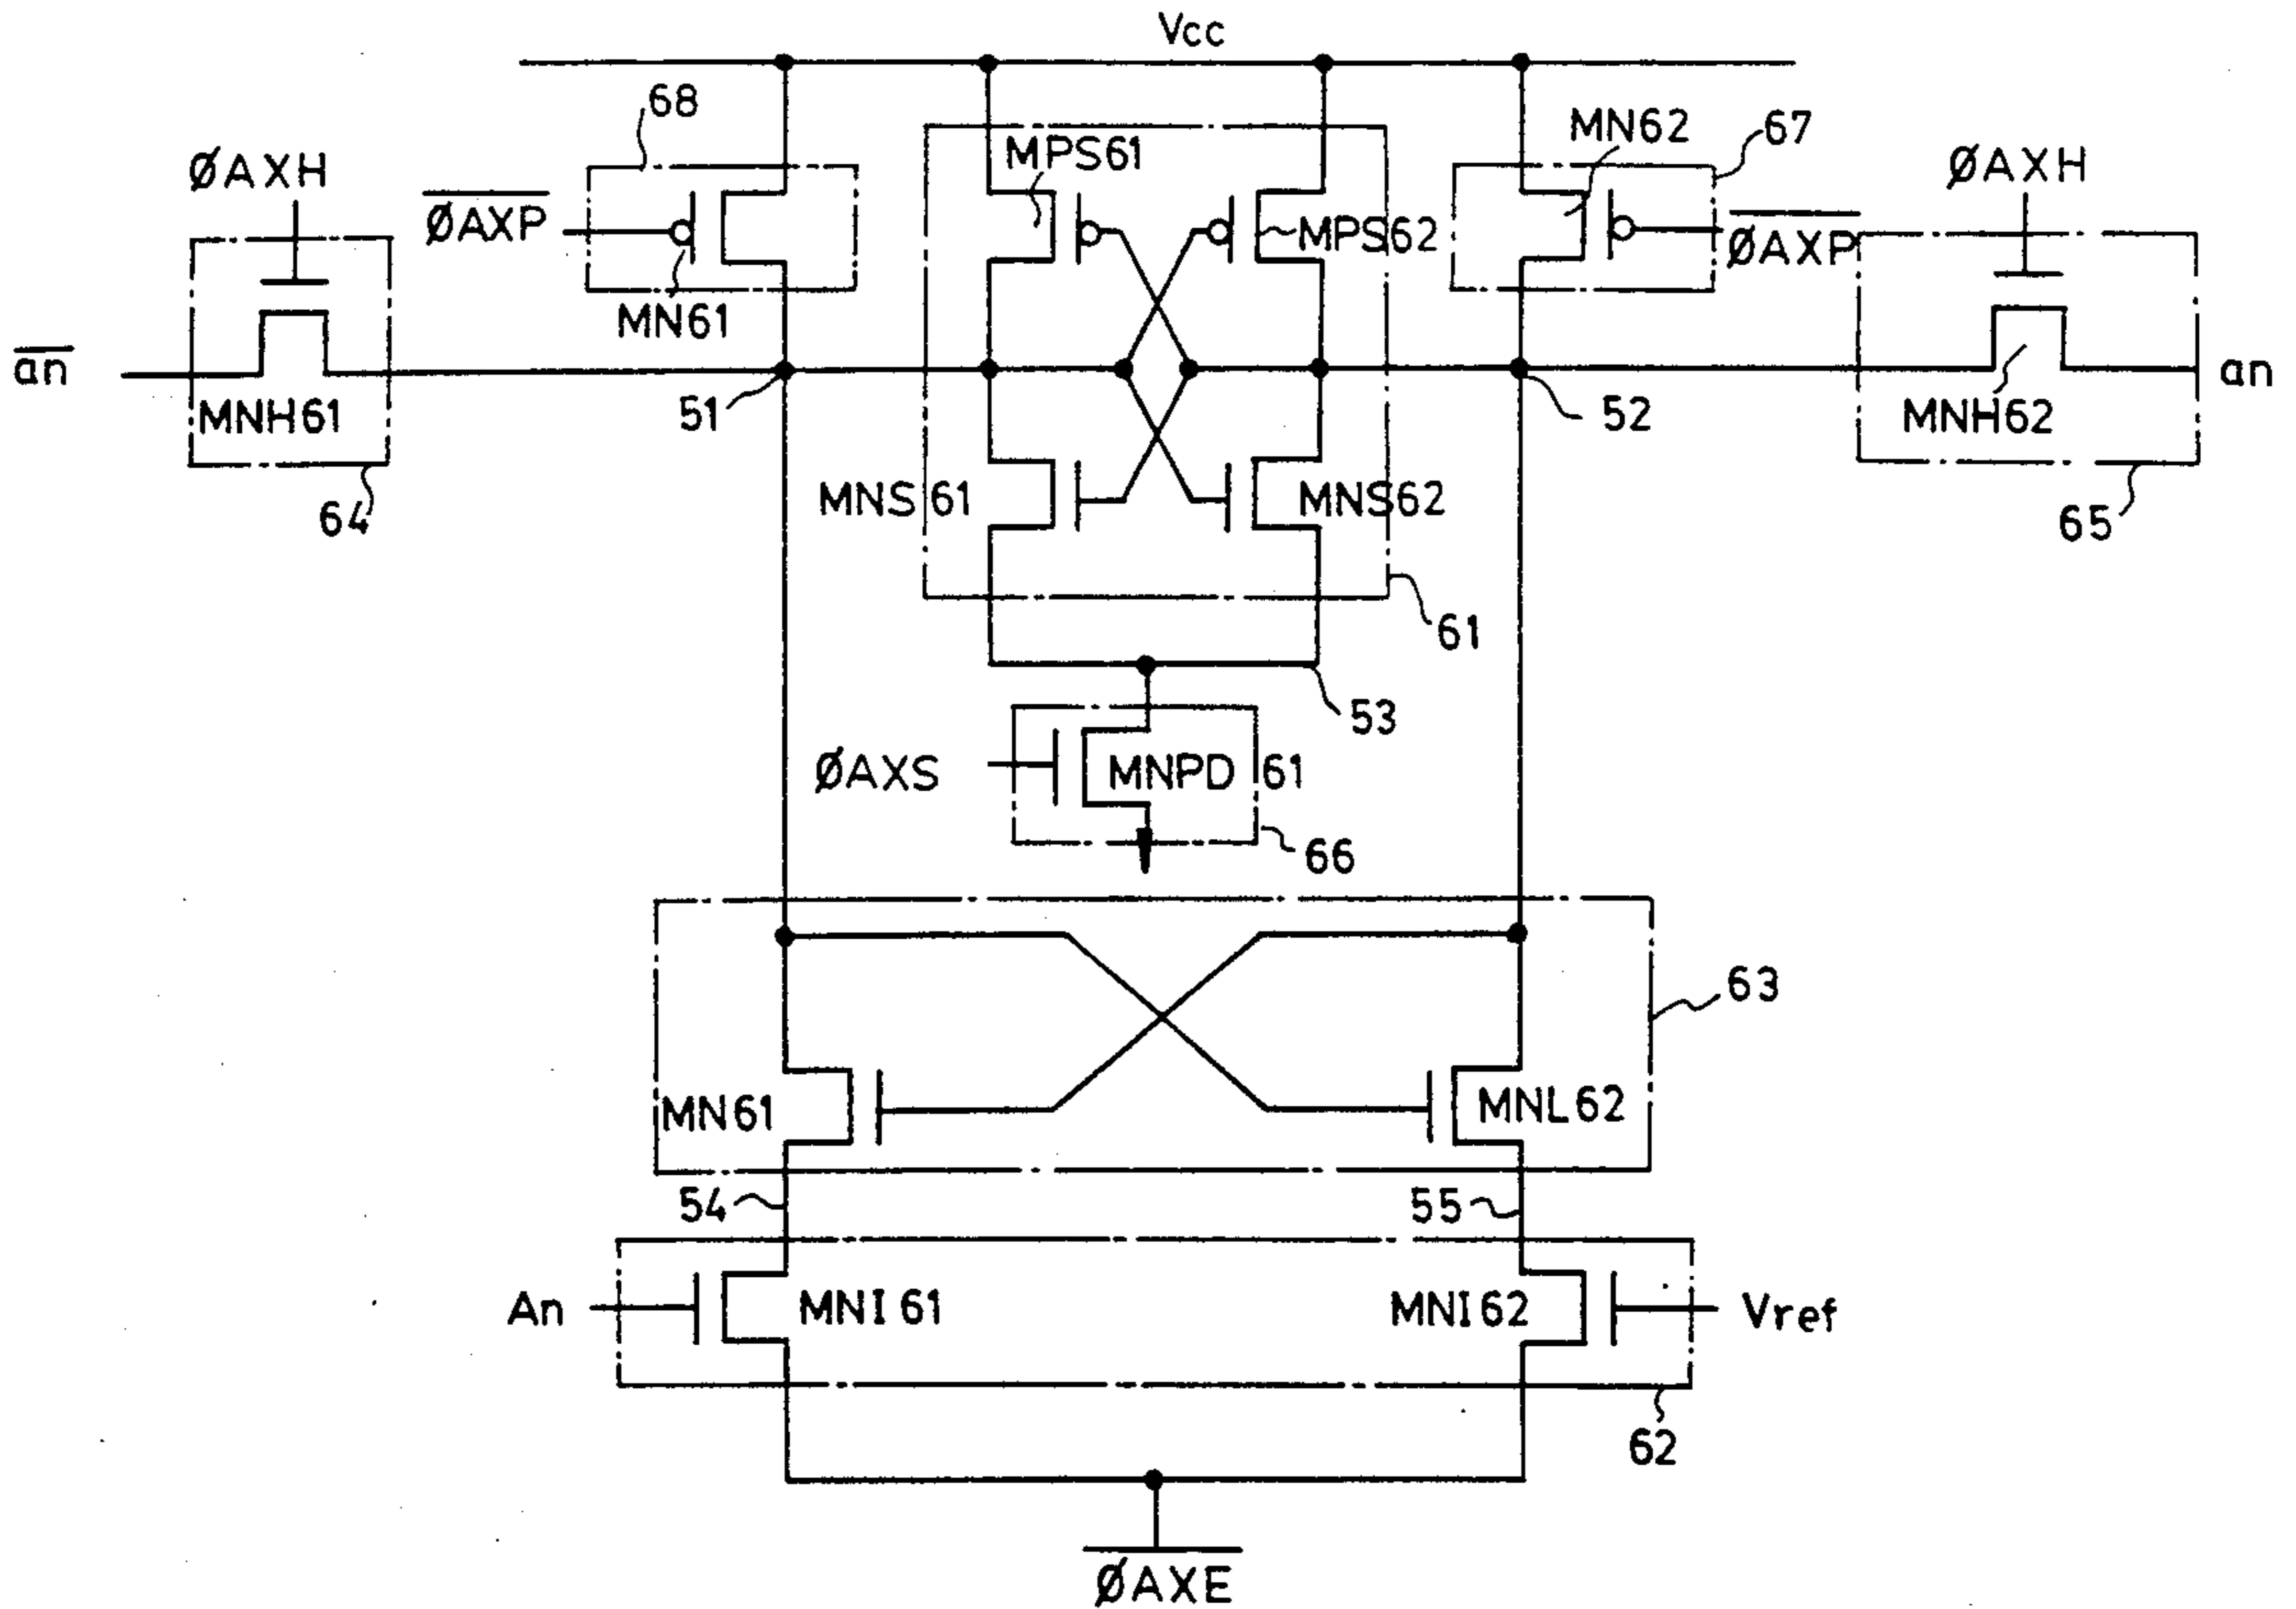 Vcc
68
MN62
67
MPS61
ØAXH
ØAXH
ØAXP
MPS62
ØAXP
MN61
an
an
MNH61
51
52
MNH62
MNS61
MNS62
64
65
61
53
ØAXS
MNPD 61
66
63
MN61
MNL62
54
55
An
MNI61
MNI62
Vref
62
ØAXE